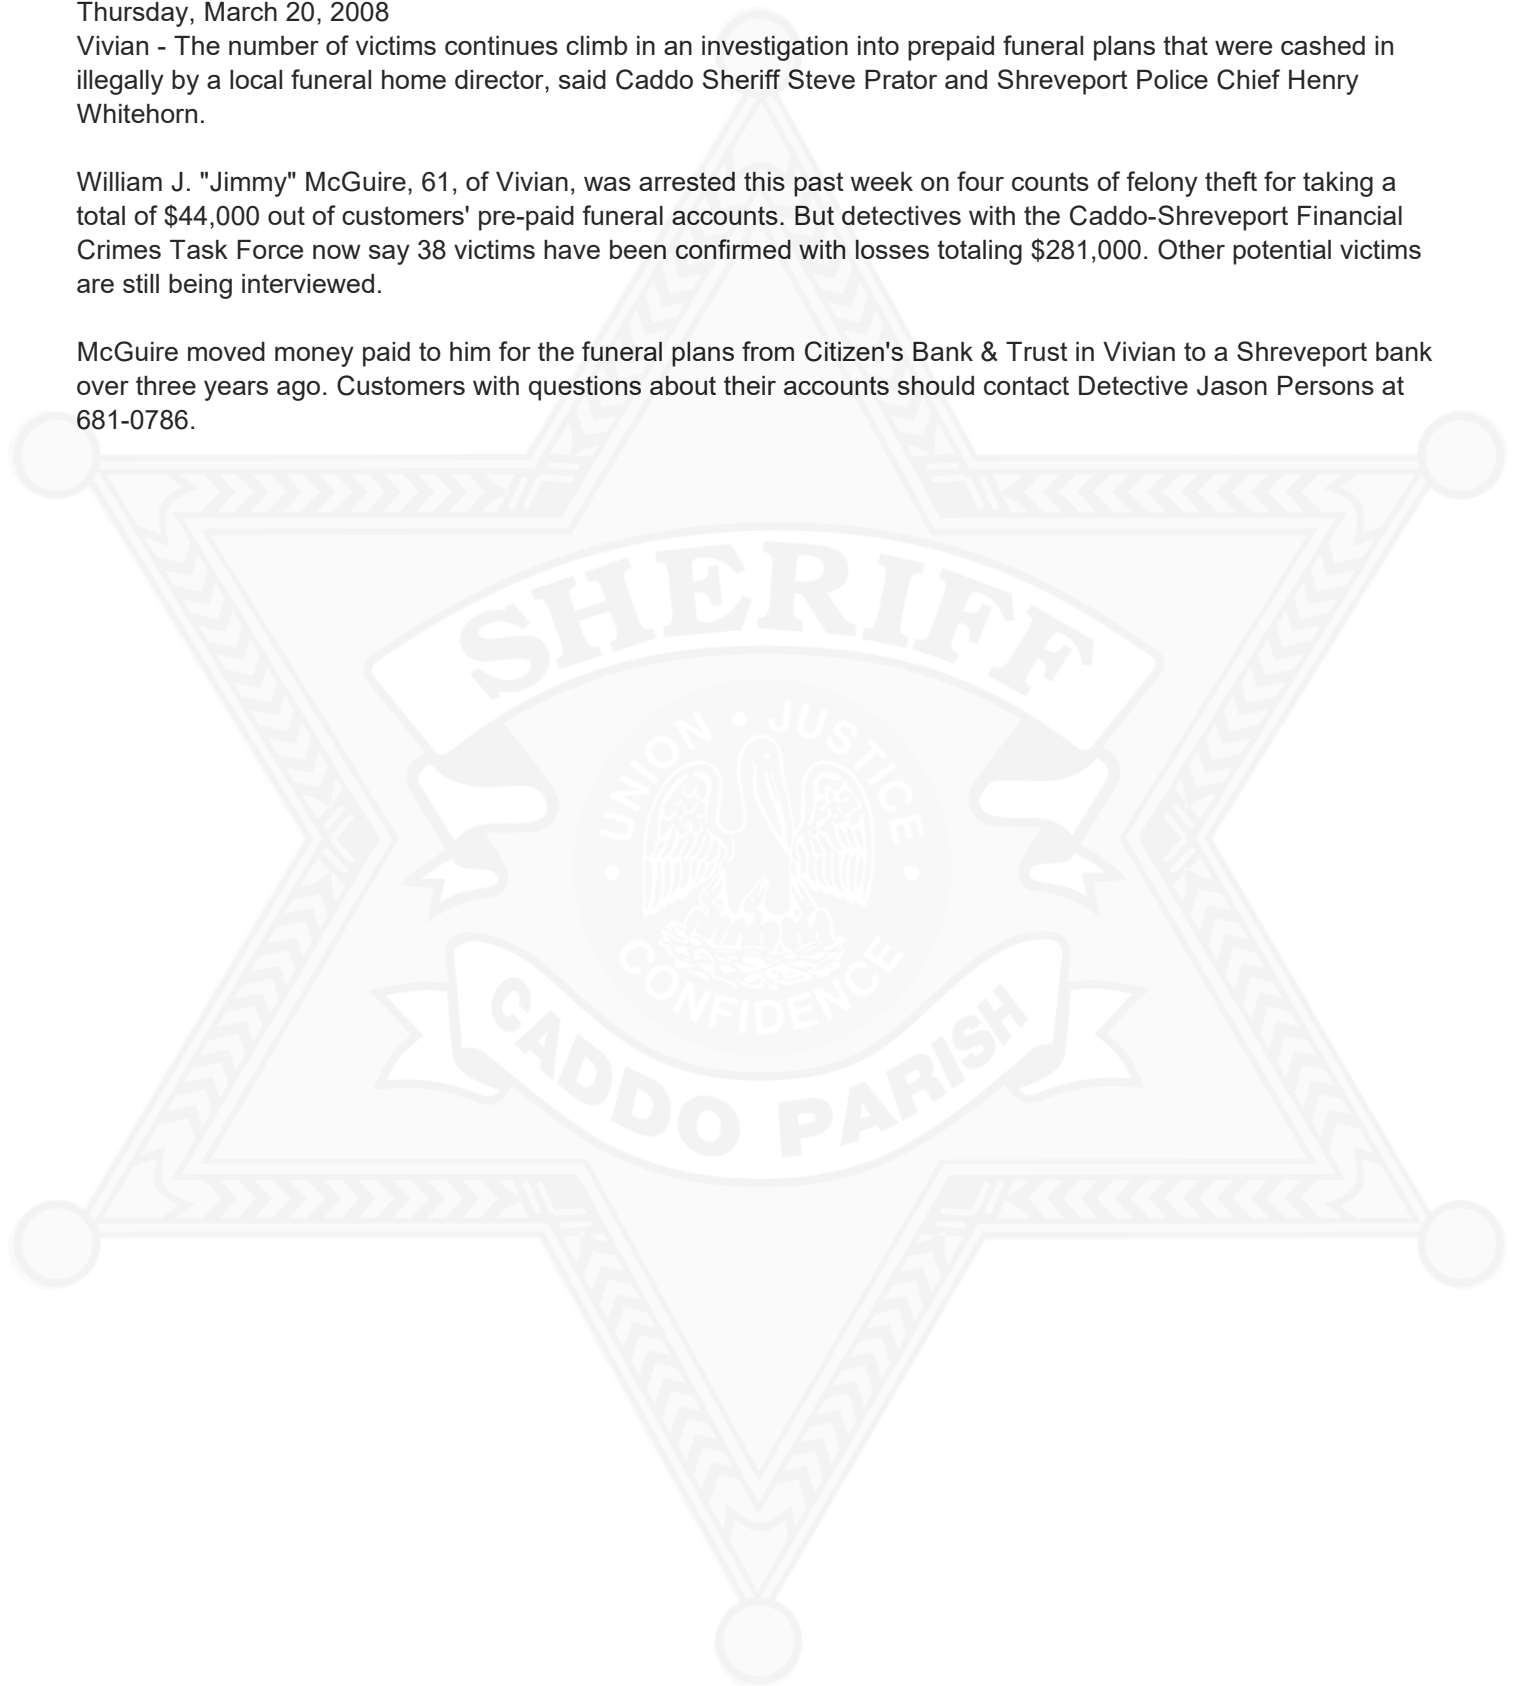 Thursday, March 20, 2008
Vivian - The number of victims continues climb in an investigation into prepaid funeral plans that were cashed in
illegally by a local funeral home director, said Caddo Sheriff Steve Prator and Shreveport Police Chief Henry
Whitehorn.
William J. "Jimmy" McGuire, 61, of Vivian, was arrested this past week on four counts of felony theft for taking a
total of $44,000 out of customers' pre-paid funeral accounts. But detectives with the Caddo-Shreveport Financial
Crimes Task Force now say 38 victims have been confirmed with losses totaling $281,000. Other potential victims
are still being interviewed.
McGuire moved money paid to him for the funeral plans from Citizen's Bank & Trust in Vivian to a Shreveport bank
over three years ago. Customers with questions about their accounts should contact Detective Jason Persons at
681-0786.
SHERIFF
UNION • JUSTICE
• CONFIDENCE •
CADDO PARISH